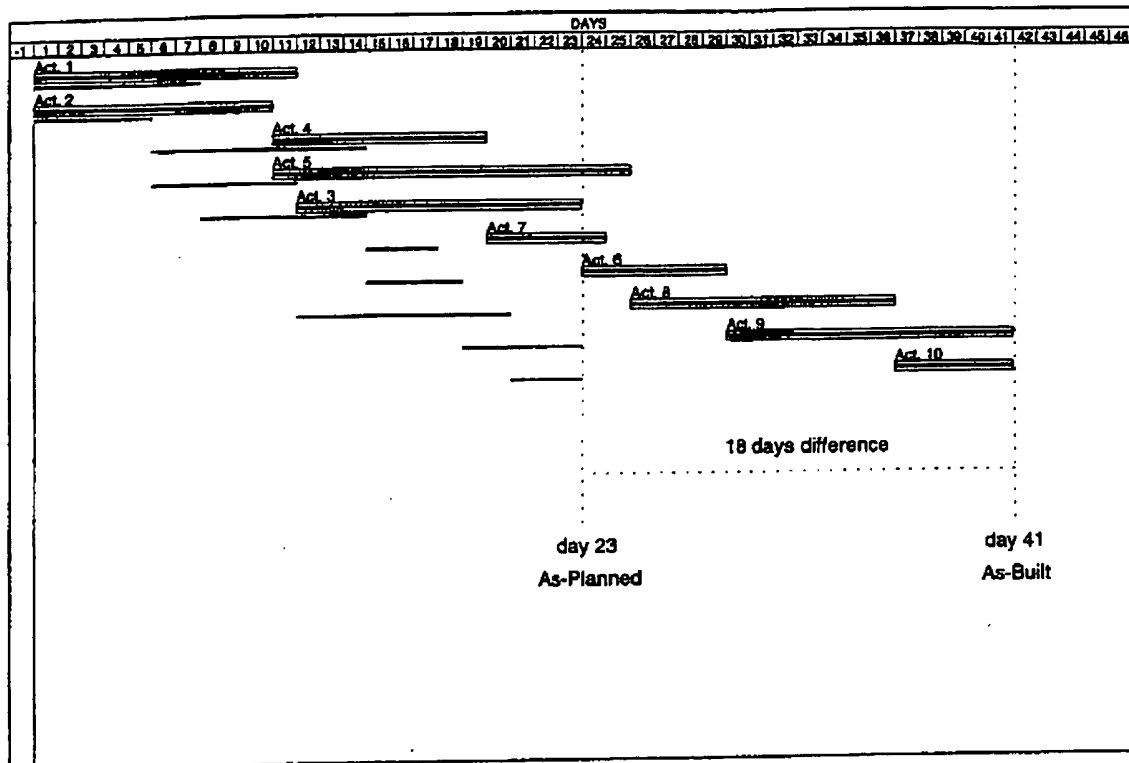 DAYS
-1 1 2 3 4 5 6 7 8 9 10 11 12 13 14 15 16 17 18 19 20 21 22 23 24 25 26 27 28 29 30 31 32 33 34 35 36 37 38 39 40 41 42 43 44 45 46
Act. 1
Act. 2
Act. 4
Act. 5
Act. 3
Act. 7
Act. 6
Act. 8
Act. 9
Act. 10
18 days difference
day 23
As-Planned
day 41
As-Built